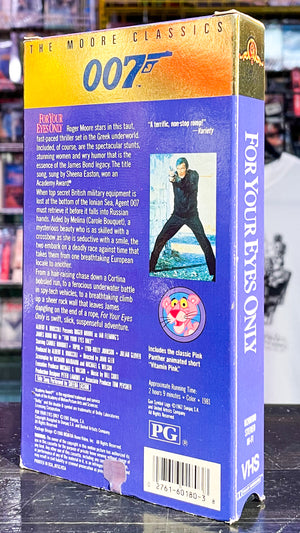 THE MOORE CLASSICS
007
FOR YOUR
EYES ONLY Roger Moore stars in this taut,
fast-paced thriller set in the Greek underworld.
Included, of course, are the spectacular stunts,
stunning women and wry humor that is the
essence of the James Bond legacy. The title
song, sung by Sheena Easton, won an
Academy Award®
When top secret British military equipment is
lost at the bottom of the Ionian Sea, Agent 007
must retrieve it before it falls into Russian
hands. Aided by Melina (Carole Bouquet), a
mysterious beauty who is as skilled with a
crossbow as she is seductive with a smile, the
two embark on a deadly race against time that
takes them from one breathtaking European
locale to another.
From a hair-raising chase down a Cortina
bobsled run, to a ferocious underwater battle
in spy-tech vehicles, to a breathtaking climb
up a sheer rock wall that leaves James
dangling on the end of a rope, For Your Eyes
Only is swift, slick, suspenseful adventure.
"A terrific, non-stop romp!"
—Variety
Includes the classic Pink
Panther animated short
"Vitamin Pink"
Approximate Running Time:
2 hours 9 minutes • Color • 1981
PG
2761-60180-3
FOR YOUR EYES ONLY
VHS